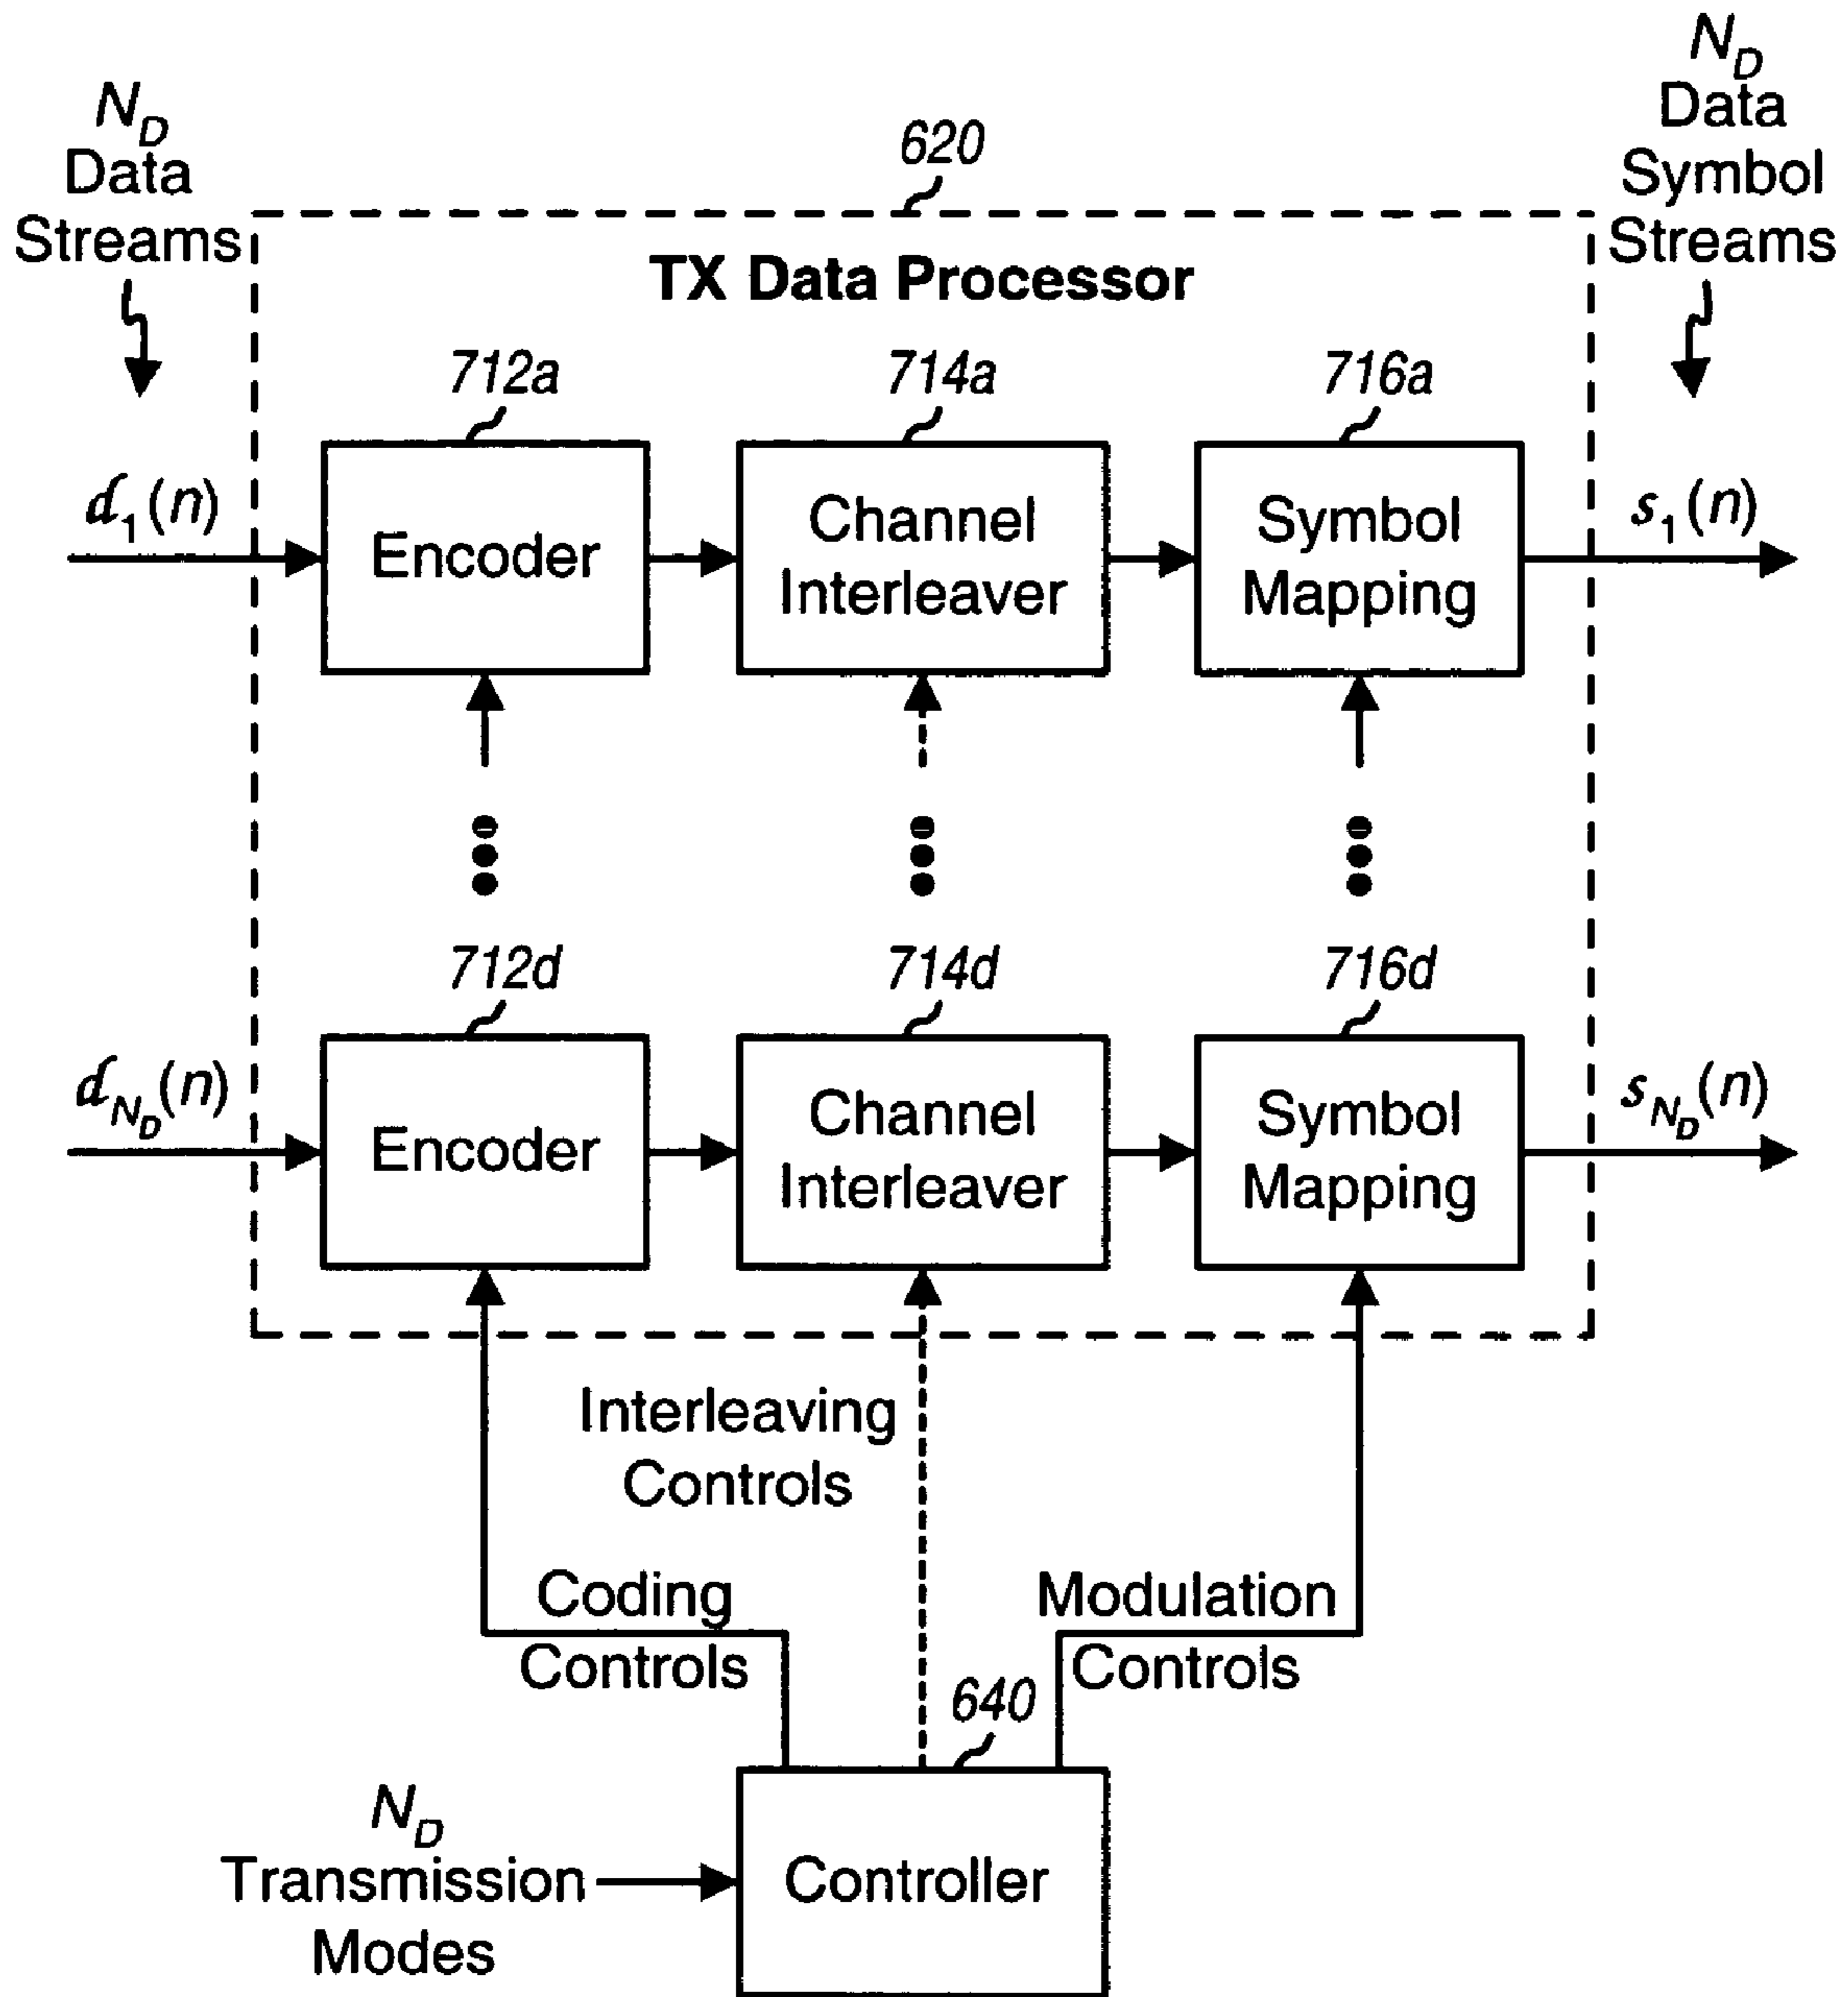 N_D
Data
Streams
620
N_D
Data
Symbol
Streams
TX Data Processor
712a
714a
716a
d_1(n)
Encoder
Channel
Interleaver
Symbol
Mapping
s_1(n)
712d
714d
716d
d_{N_D}(n)
Encoder
Channel
Interleaver
Symbol
Mapping
s_{N_D}(n)
Interleaving
Controls
Coding
Controls
Modulation
Controls
640
N_D
Transmission
Modes
Controller